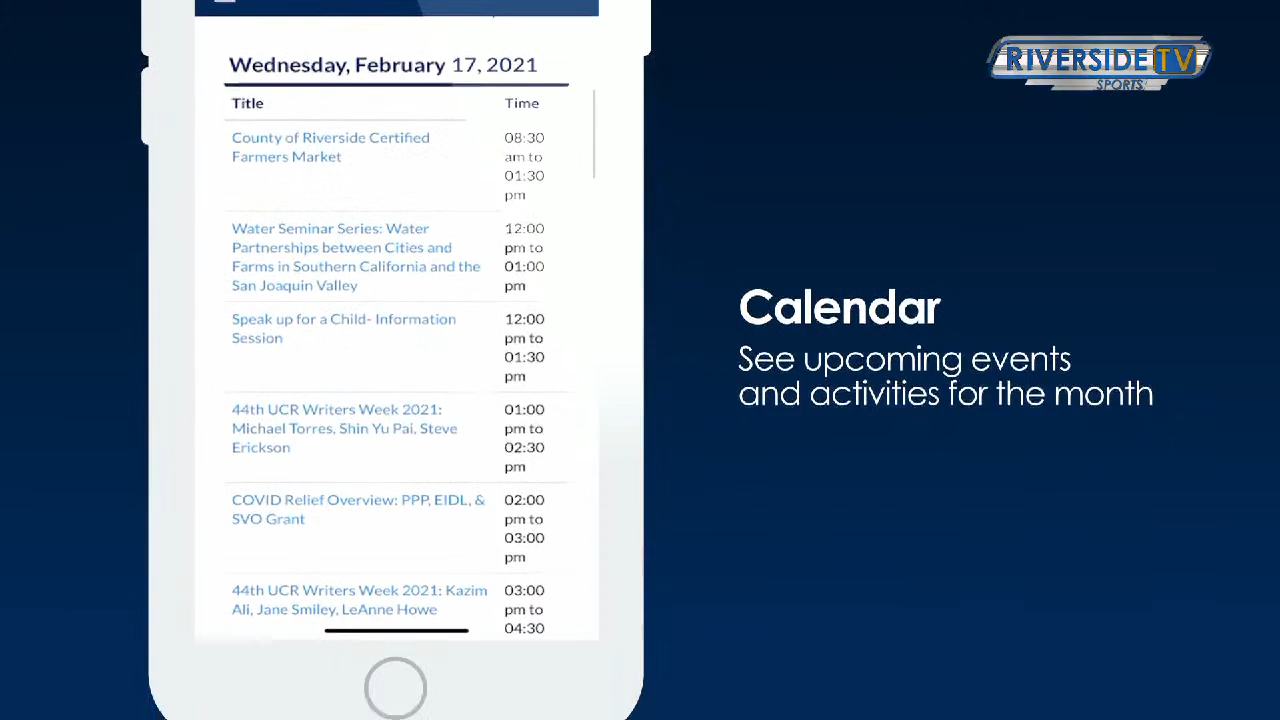 RIVERSIDE TV
SPORTS
Wednesday, February 17, 2021
Title Time
County of Riverside Certified
Farmers Market
08:30
am to
01:30
pm
Water Seminar Series: Water
Partnerships between Cities and
Farms in Southern California and the
San Joaquin Valley
12:00
pm to
01:00
pm
Speak up for a Child- Information
Session
12:00
pm to
01:30
pm
44th UCR Writers Week 2021:
Michael Torres, Shin Yu Pai, Steve
Erickson
01:00
pm to
02:30
pm
COVID Relief Overview: PPP, EIDL, &
SVO Grant
02:00
pm to
03:00
pm
44th UCR Writers Week 2021: Kazim
Ali, Jane Smiley, LeAnne Howe
03:00
pm to
04:30
Calendar
See upcoming events
and activities for the month